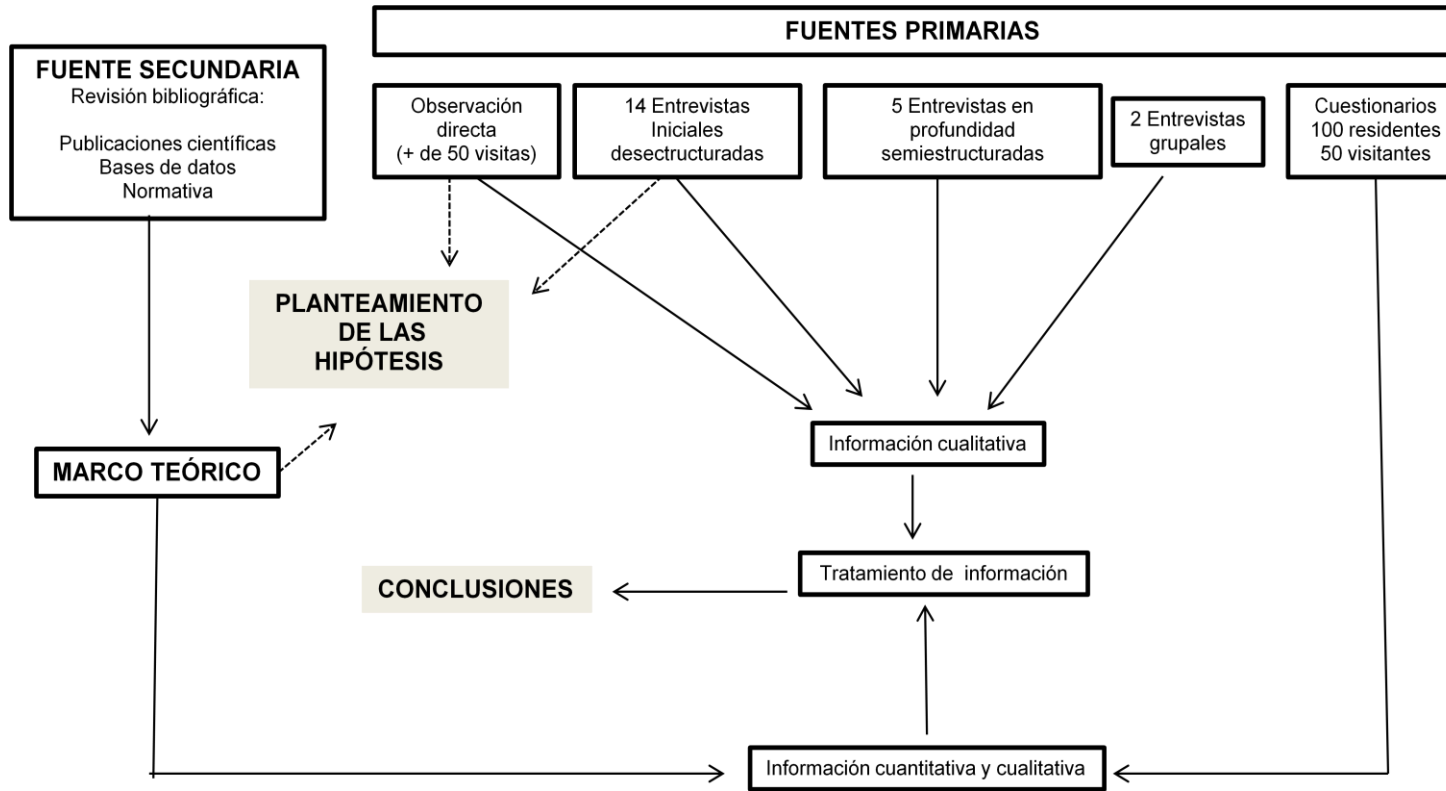 FUENTES PRIMARIAS
FUENTE SECUNDARIA
Revisión bibliográfica:
Publicaciones científicas
Bases de datos
Normativa
Observación
directa
(+ de 50 visitas)
14 Entrevistas
Iniciales
desectructuradas
5 Entrevistas en
profundidad
semiestructuradas
2 Entrevistas
grupales
Cuestionarios
100 residentes
50 visitantes
PLANTEAMIENTO
DE LAS
HIPÓTESIS
MARCO TEÓRICO
Información cualitativa
Tratamiento de información
CONCLUSIONES
Información cuantitativa y cualitativa